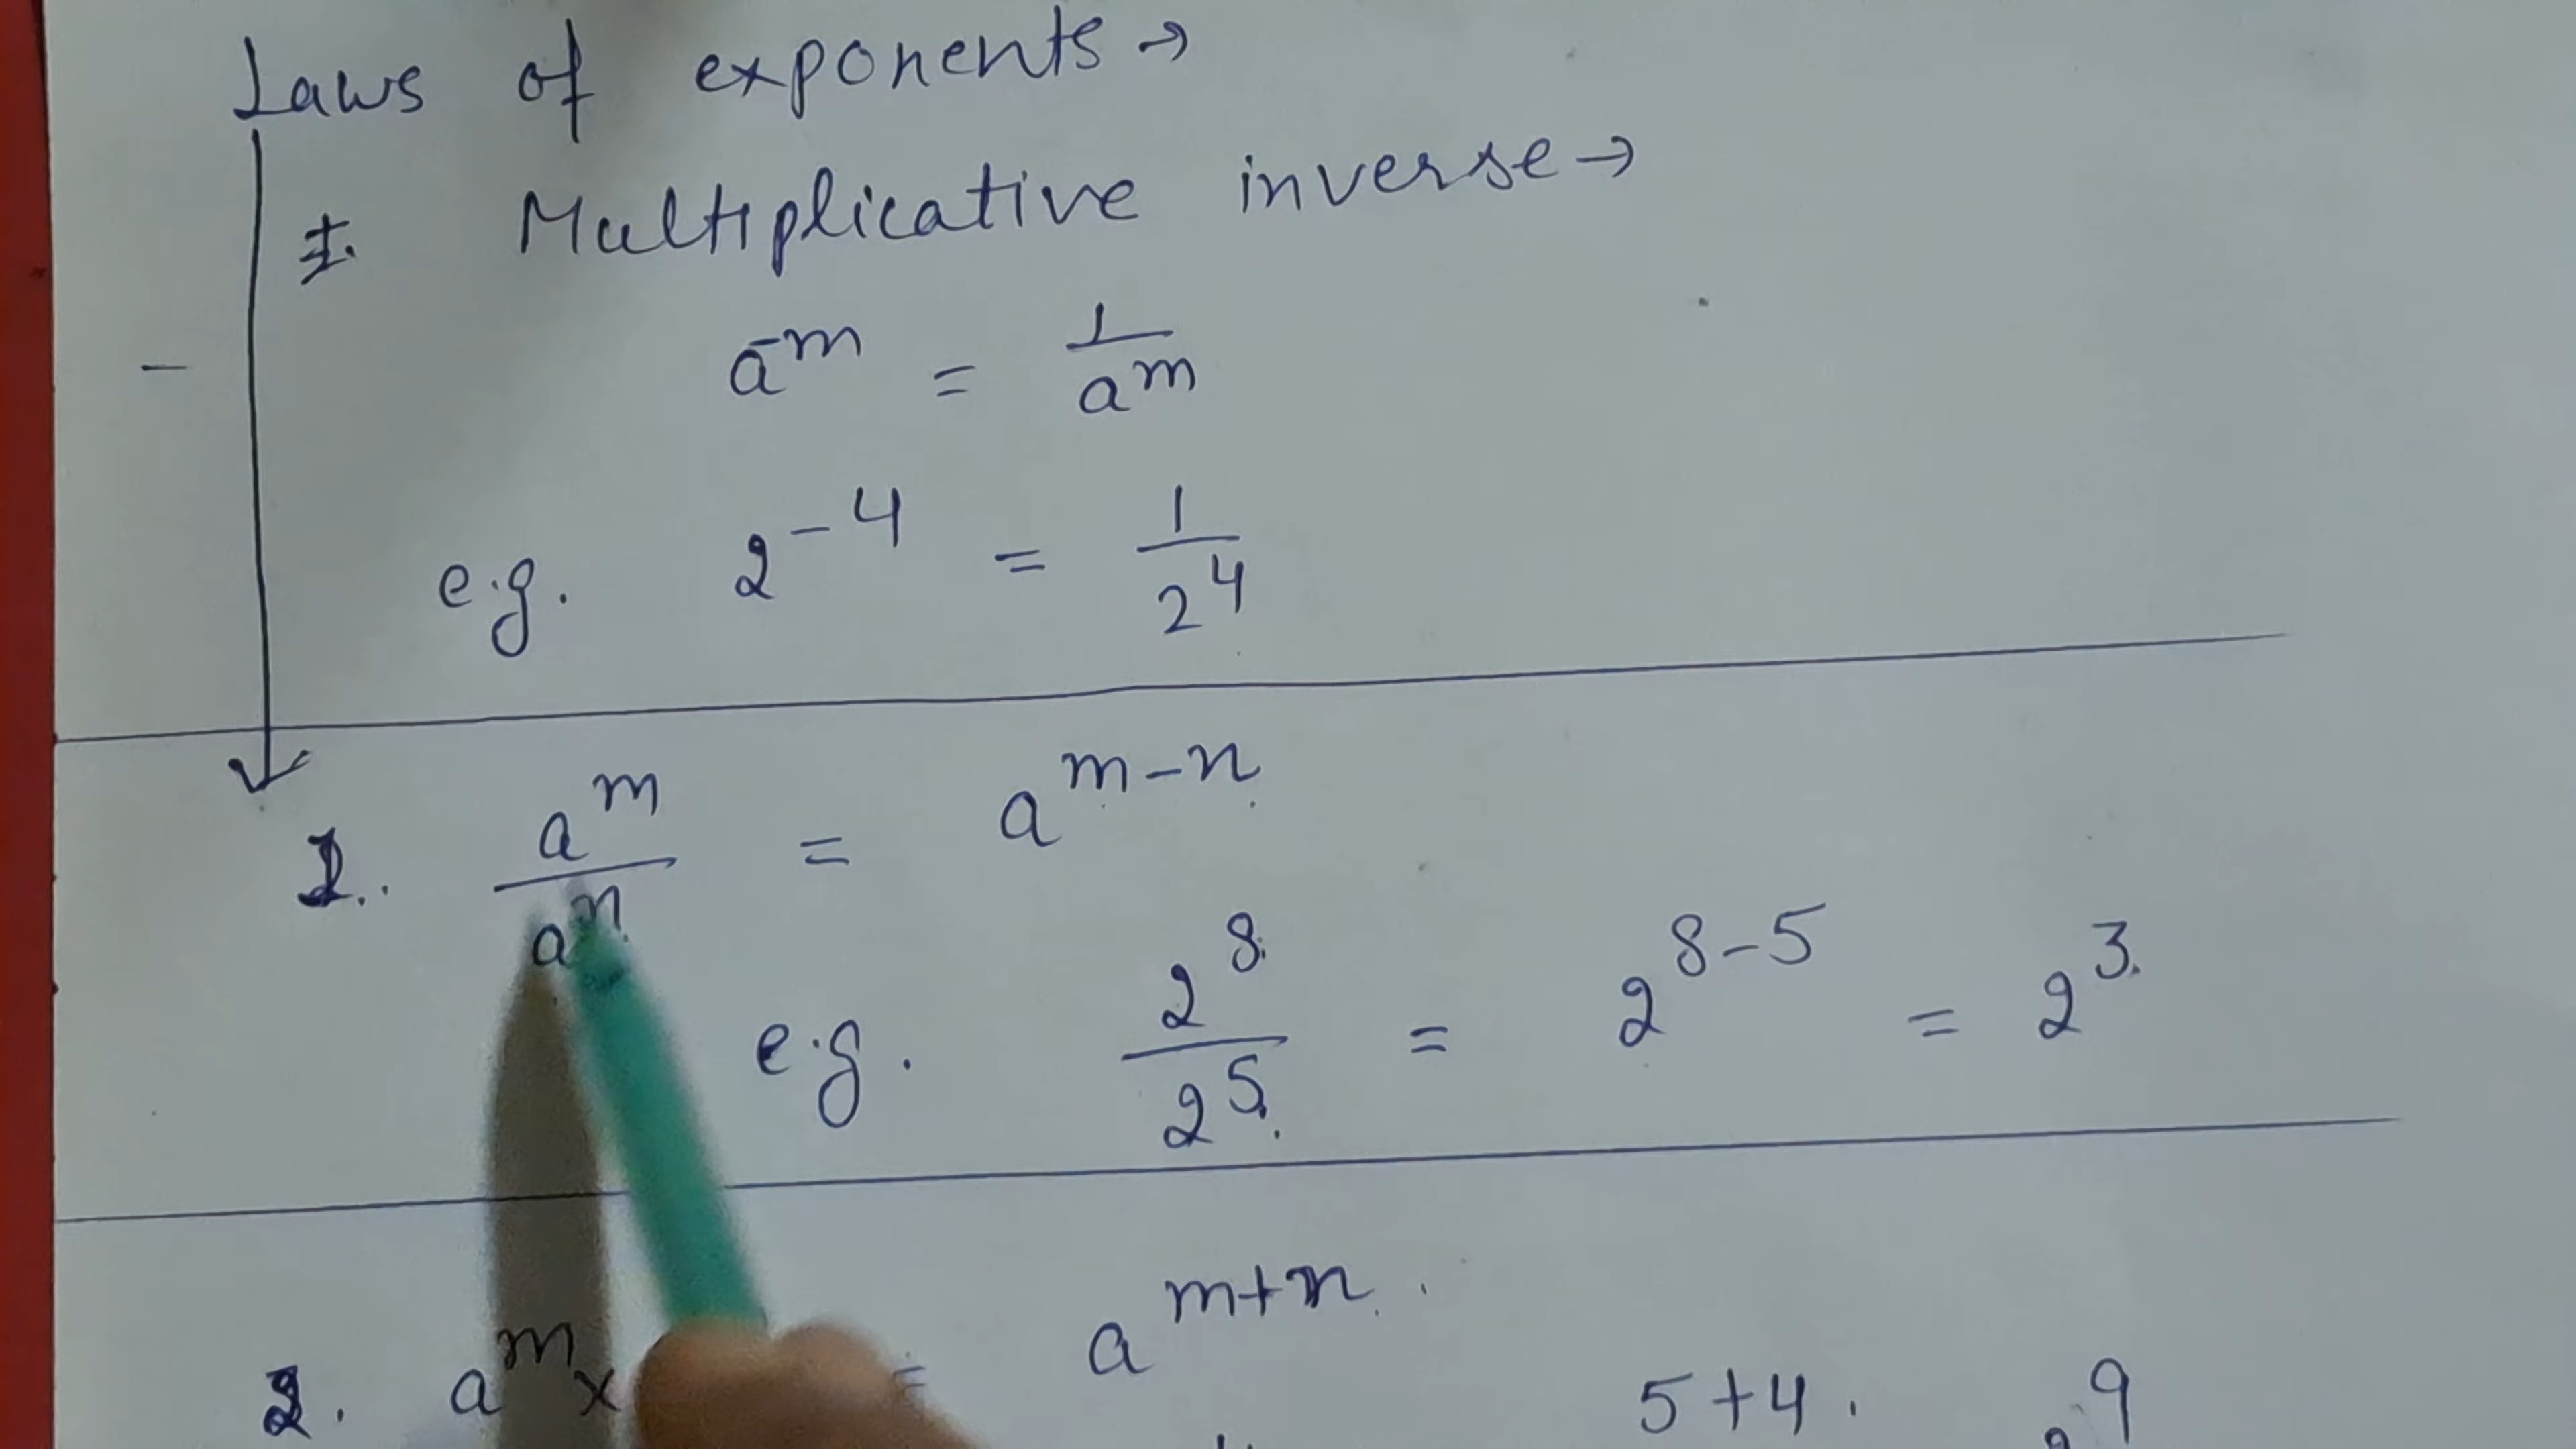 Laws of exponents →
Multiplicative inverse →
a⁻ᵐ = 1/aᵐ
e.g. 2⁻⁴ = 1/2⁴
1. aᵐ/aⁿ = aᵐ⁻ⁿ
e.g. 2⁸/2⁵ = 2⁸⁻⁵ = 2³
2. aᵐ × = aᵐ⁺ⁿ
5+4 9